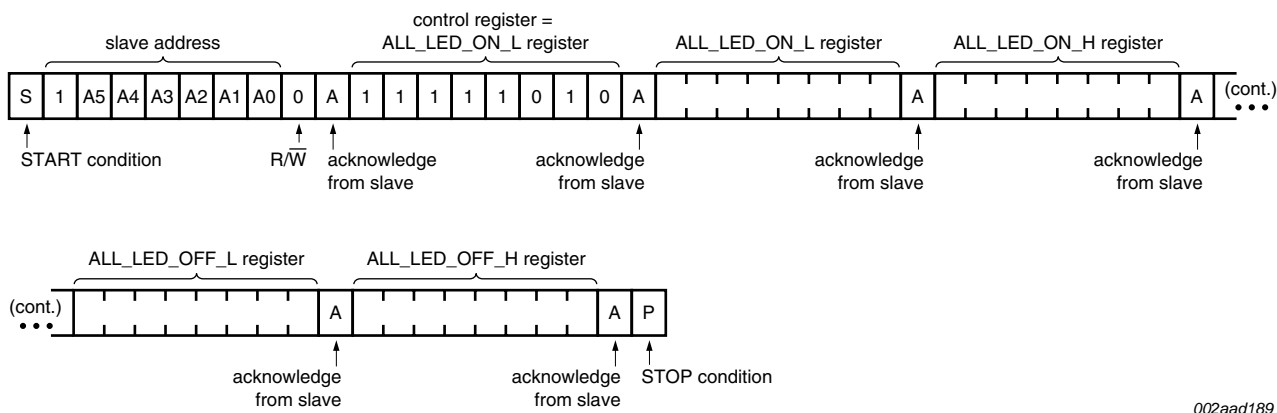 control register =
slave address ALL_LED_ON_L register ALL_LED_ON_L register ALL_LED_ON_H register
S 1 A5 A4 A3 A2 A1 A0 0 A 1 1 1 1 1 0 1 0 A A A (cont.)
START condition R/W̅ acknowledge acknowledge acknowledge acknowledge
from slave from slave from slave from slave
ALL_LED_OFF_L register ALL_LED_OFF_H register
(cont.) A A P
acknowledge acknowledge STOP condition
from slave from slave
002aad189